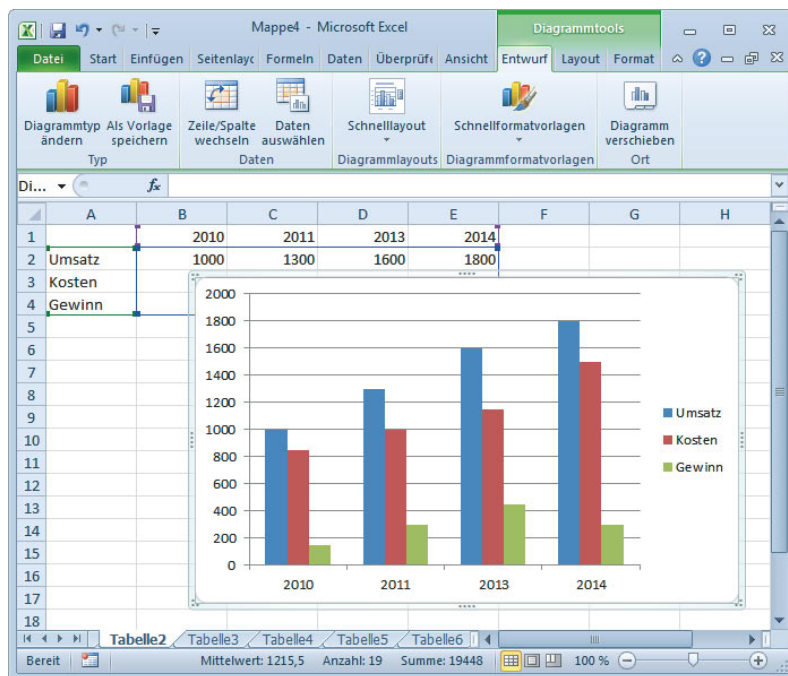 Mappe4 - Microsoft Excel Diagrammtools
Datei Start Einfügen Seitenlayc Formeln Daten Überprüfe Ansicht Entwurf Layout Format
Diagrammtyp Als Vorlage Zeile/Spalte Daten Schnelllayout Schnellformatvorlagen Diagramm
ändern speichern wechseln auswählen verschieben
Typ Daten Diagrammlayouts Diagrammformatvorlagen Ort
Di... fx
A B C D E F G H
1 2010 2011 2013 2014
2 Umsatz 1000 1300 1600 1800
3 Kosten
4 Gewinn
5
6
7
8
9
10
11
12
13
14
15
16
17
18
2000
1800
1600
1400
1200
1000
800
600
400
200
0
2010 2011 2013 2014
Umsatz
Kosten
Gewinn
Tabelle2 Tabelle3 Tabelle4 Tabelle5 Tabelle6
Bereit Mittelwert: 1215,5 Anzahl: 19 Summe: 19448 100 %